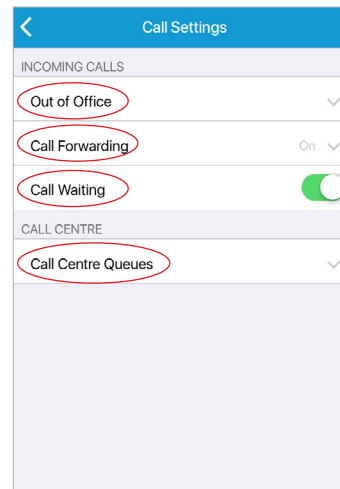 Call Settings
INCOMING CALLS
Out of Office
Call Forwarding On
Call Waiting
CALL CENTRE
Call Centre Queues